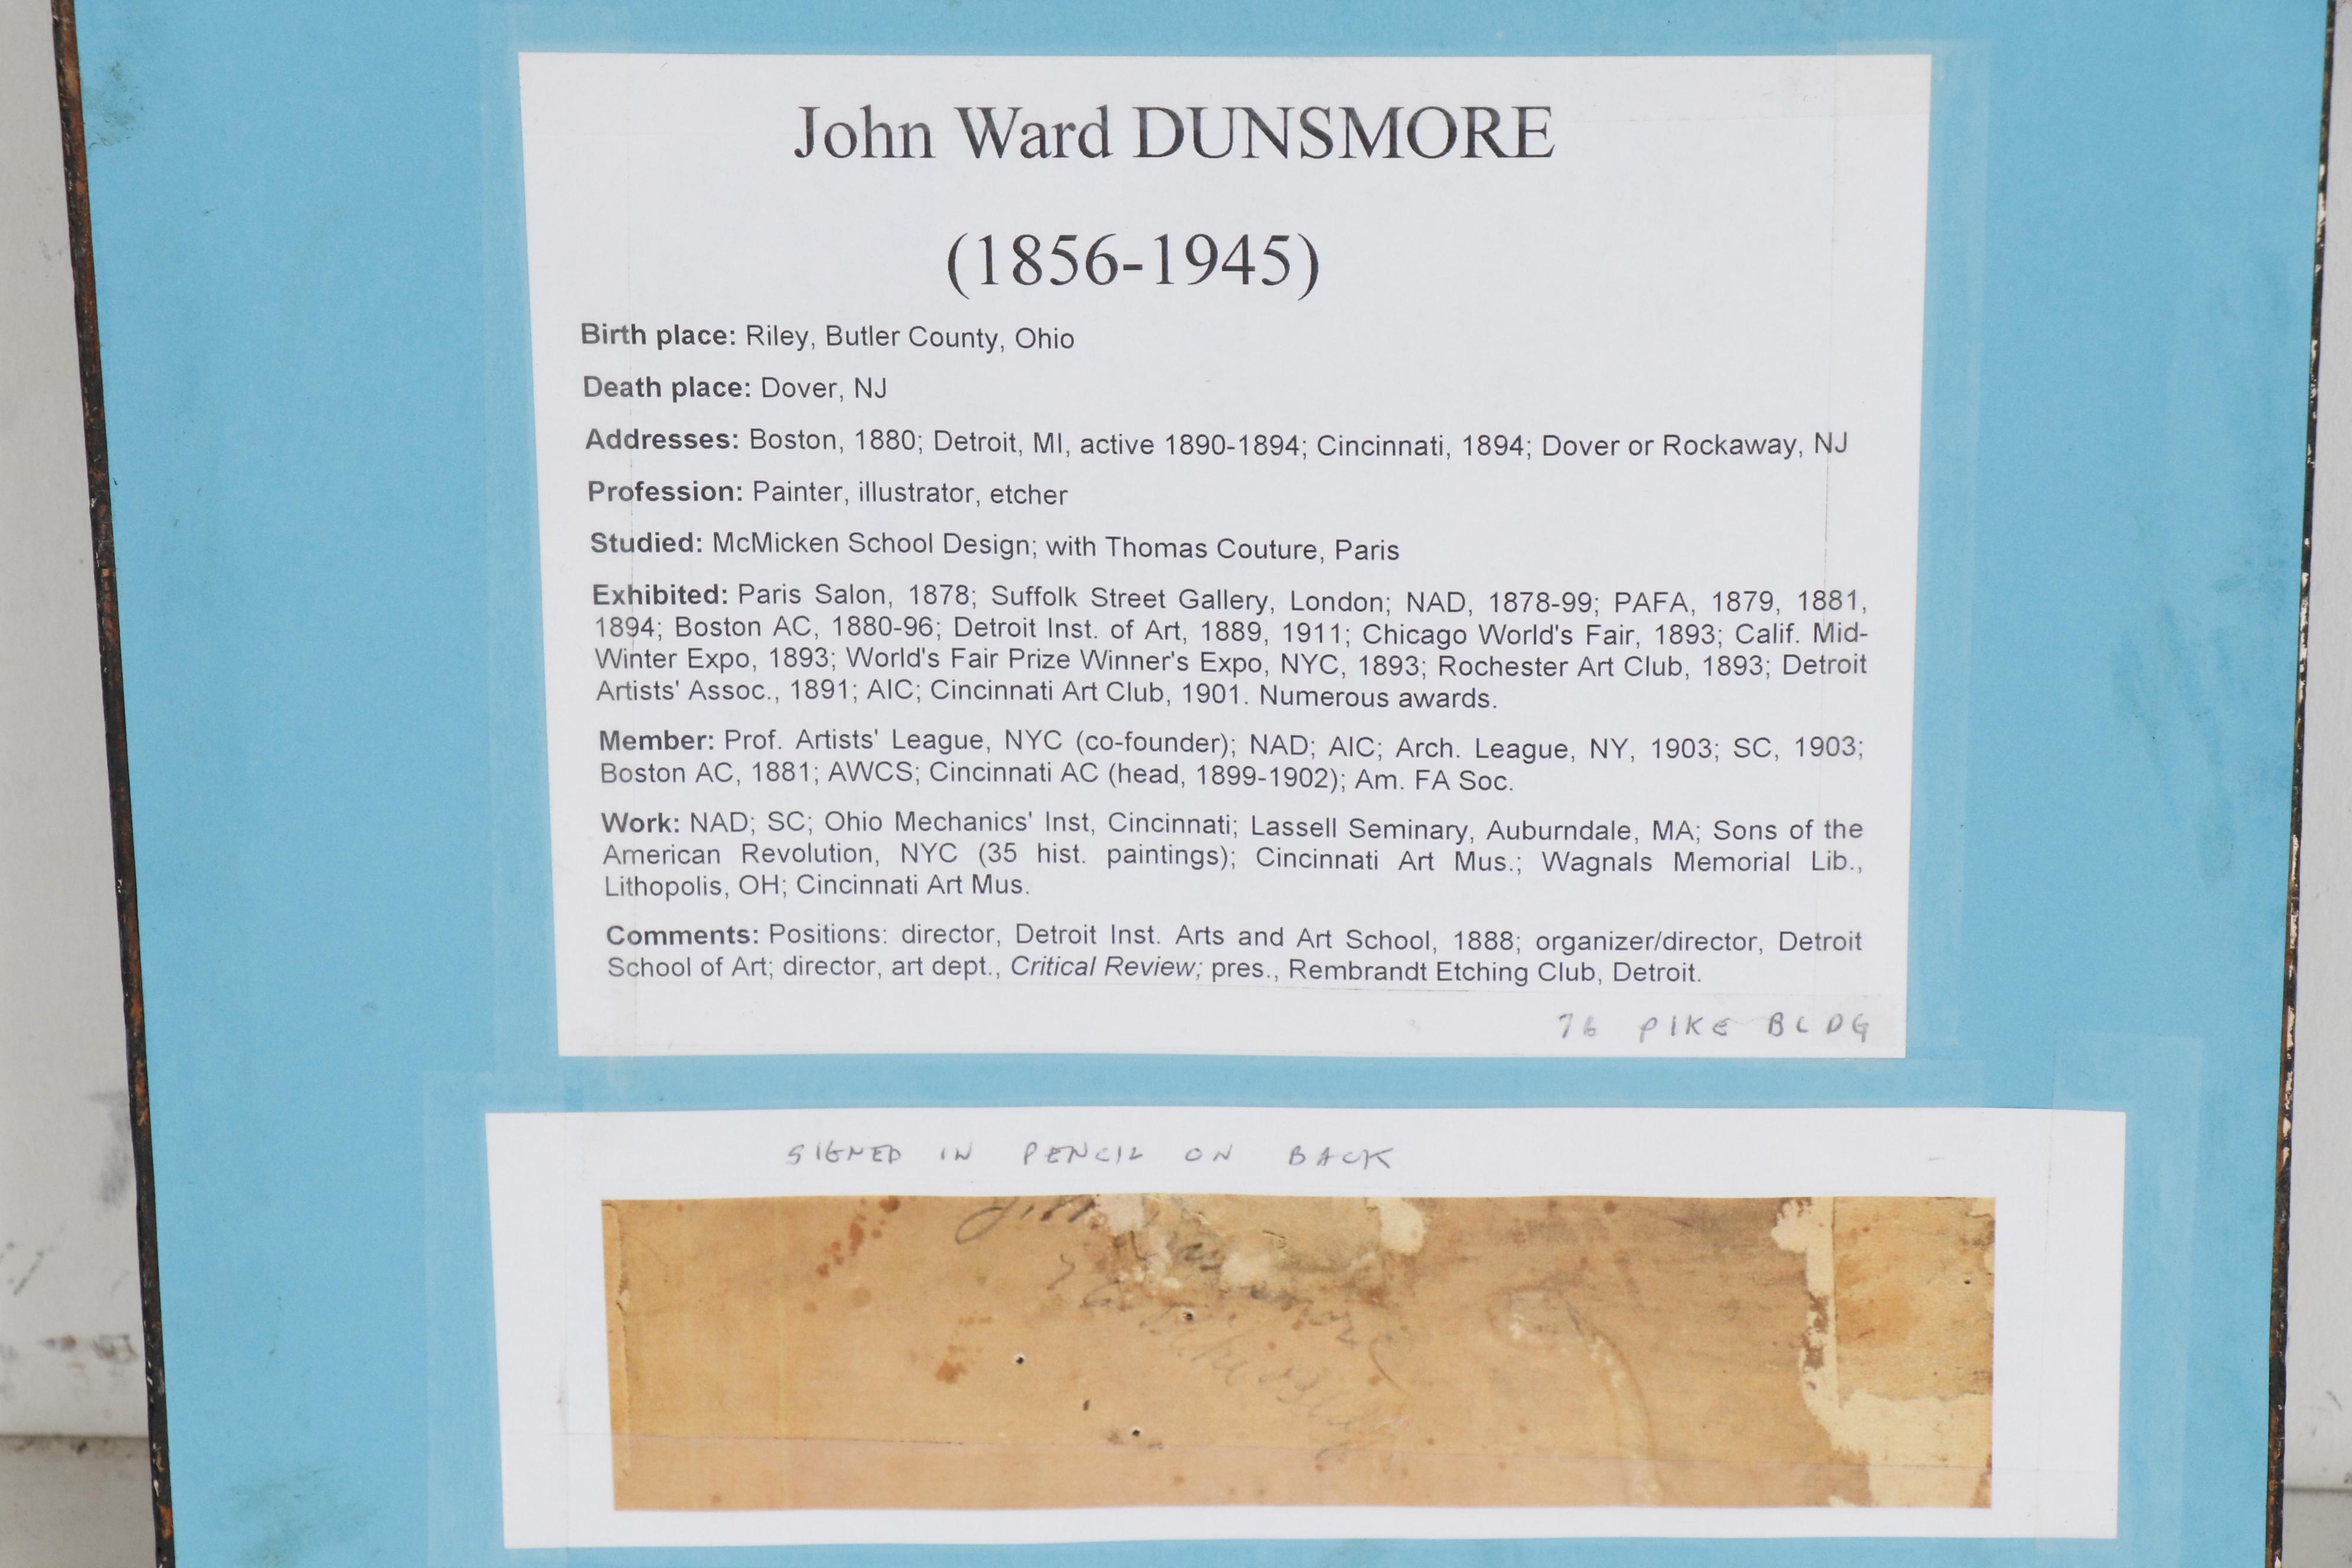 John Ward DUNSMORE
(1856-1945)
Birth place: Riley, Butler County, Ohio
Death place: Dover, NJ
Addresses: Boston, 1880; Detroit, MI, active 1890-1894; Cincinnati, 1894; Dover or Rockaway, NJ
Profession: Painter, illustrator, etcher
Studied: McMicken School Design; with Thomas Couture, Paris
Exhibited: Paris Salon, 1878; Suffolk Street Gallery, London; NAD, 1878-99; PAFA, 1879, 1881,
1894; Boston AC, 1880-96; Detroit Inst. of Art, 1889, 1911; Chicago World's Fair, 1893; Calif. Mid-
Winter Expo, 1893; World's Fair Prize Winner's Expo, NYC, 1893; Rochester Art Club, 1893; Detroit
Artists' Assoc., 1891; AIC; Cincinnati Art Club, 1901. Numerous awards.
Member: Prof. Artists' League, NYC (co-founder); NAD; AIC; Arch. League, NY, 1903; SC, 1903;
Boston AC, 1881; AWCS; Cincinnati AC (head, 1899-1902); Am. FA Soc.
Work: NAD; SC; Ohio Mechanics' Inst, Cincinnati; Lassell Seminary, Auburndale, MA; Sons of the
American Revolution, NYC (35 hist. paintings); Cincinnati Art Mus.; Wagnals Memorial Lib.,
Lithopolis, OH; Cincinnati Art Mus.
Comments: Positions: director, Detroit Inst. Arts and Art School, 1888; organizer/director, Detroit
School of Art; director, art dept., Critical Review; pres., Rembrandt Etching Club, Detroit.
76 PIKE BLDG
SIGNED IN PENCIL ON BACK